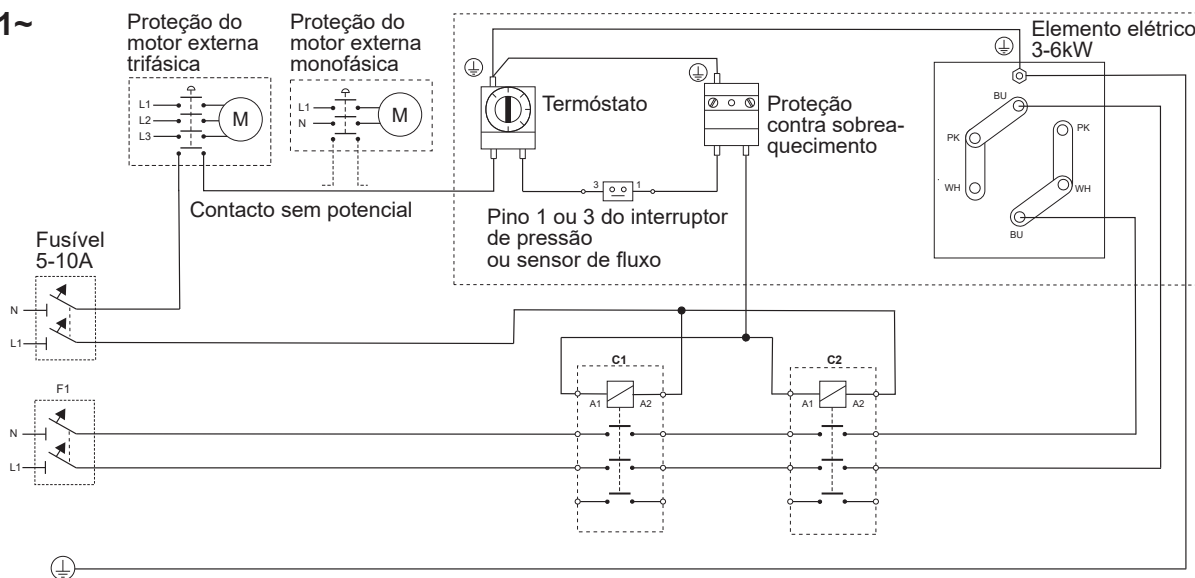 1~
Proteção do
motor externa
trifásica
Proteção do
motor externa
monofásica
Elemento elétrico
3-6kW
L1
L2
L3
M
L1
N
M
Termóstato
Proteção
contra sobrea-
quecimento
BU
PK
WH
PK
WH
BU
3
1
Contacto sem potencial
Pino 1 ou 3 do interruptor
de pressão
ou sensor de fluxo
Fusível
5-10A
N
L1
C1
A1
A2
C2
A1
A2
F1
N
L1